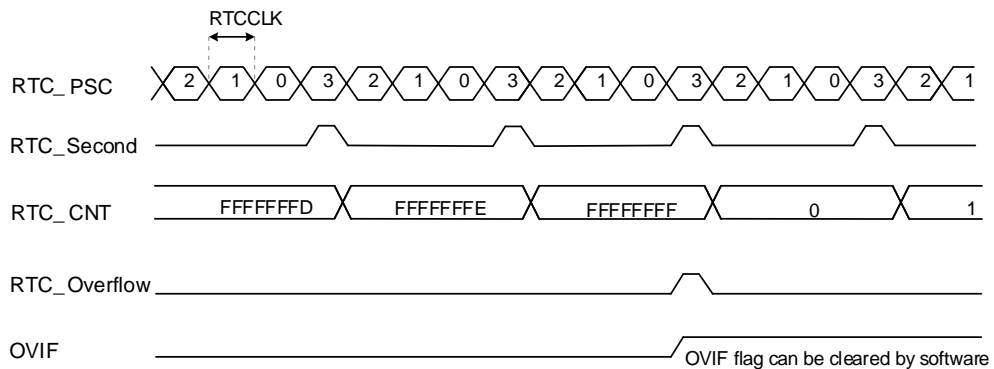 RTCCLK
RTC_PSC 2 1 0 3 2 1 0 3 2 1 0 3 2 1 0 3 2 1
RTC_Second
RTC_CNT FFFFFFFD FFFFFFFE FFFFFFFF 0 1
RTC_Overflow
OVIF OVIF flag can be cleared by software